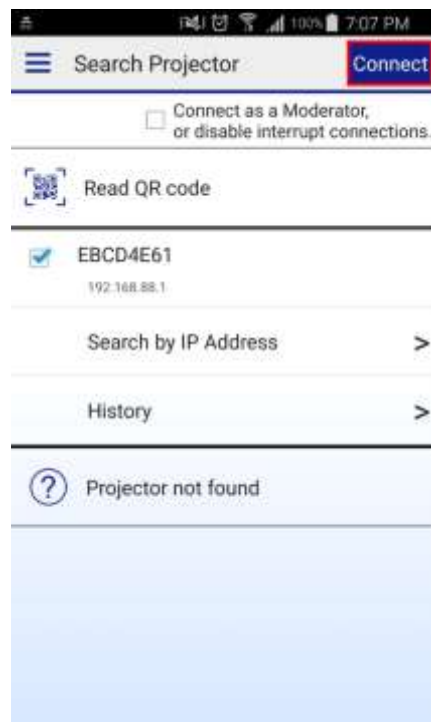 100% 7:07 PM
Search Projector
Connect
Connect as a Moderator,
or disable interrupt connections.
Read QR code
EBCD4E61
192.168.88.1
Search by IP Address >
History >
? Projector not found